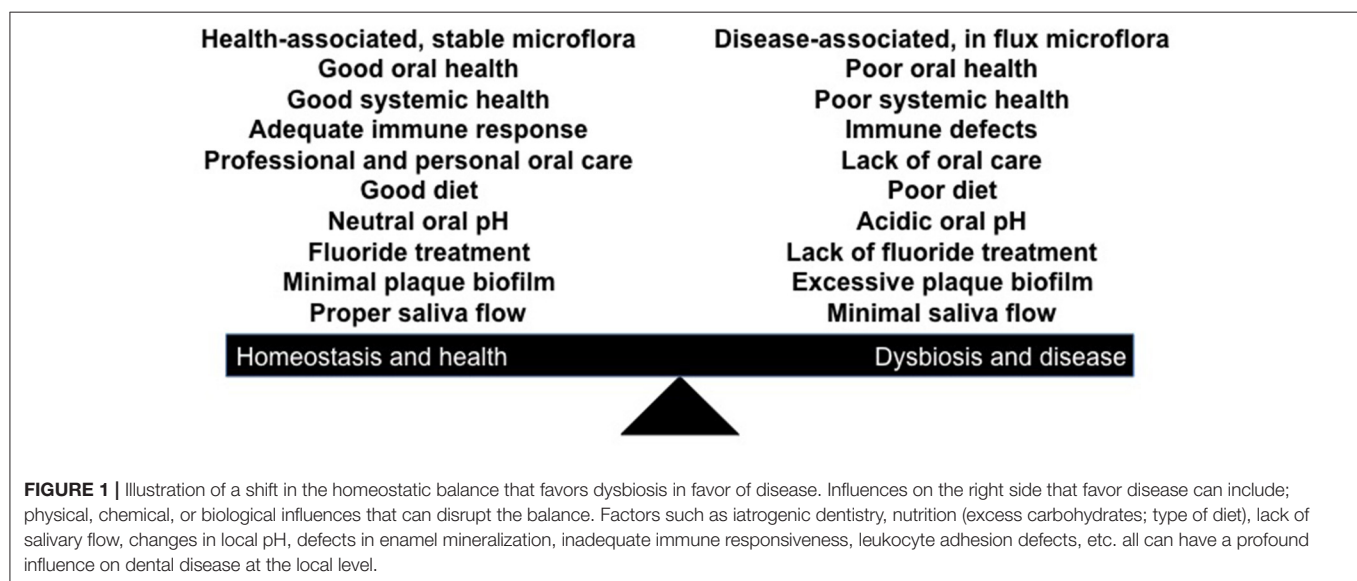 Health-associated, stable microflora
Good oral health
Good systemic health
Adequate immune response
Professional and personal oral care
Good diet
Neutral oral pH
Fluoride treatment
Minimal plaque biofilm
Proper saliva flow
Disease-associated, in flux microflora
Poor oral health
Poor systemic health
Immune defects
Lack of oral care
Poor diet
Acidic oral pH
Lack of fluoride treatment
Excessive plaque biofilm
Minimal saliva flow
Homeostasis and health
Dysbiosis and disease
FIGURE 1 | Illustration of a shift in the homeostatic balance that favors dysbiosis in favor of disease. Influences on the right side that favor disease can include;
physical, chemical, or biological influences that can disrupt the balance. Factors such as iatrogenic dentistry, nutrition (excess carbohydrates; type of diet), lack of
salivary flow, changes in local pH, defects in enamel mineralization, inadequate immune responsiveness, leukocyte adhesion defects, etc. all can have a profound
influence on dental disease at the local level.